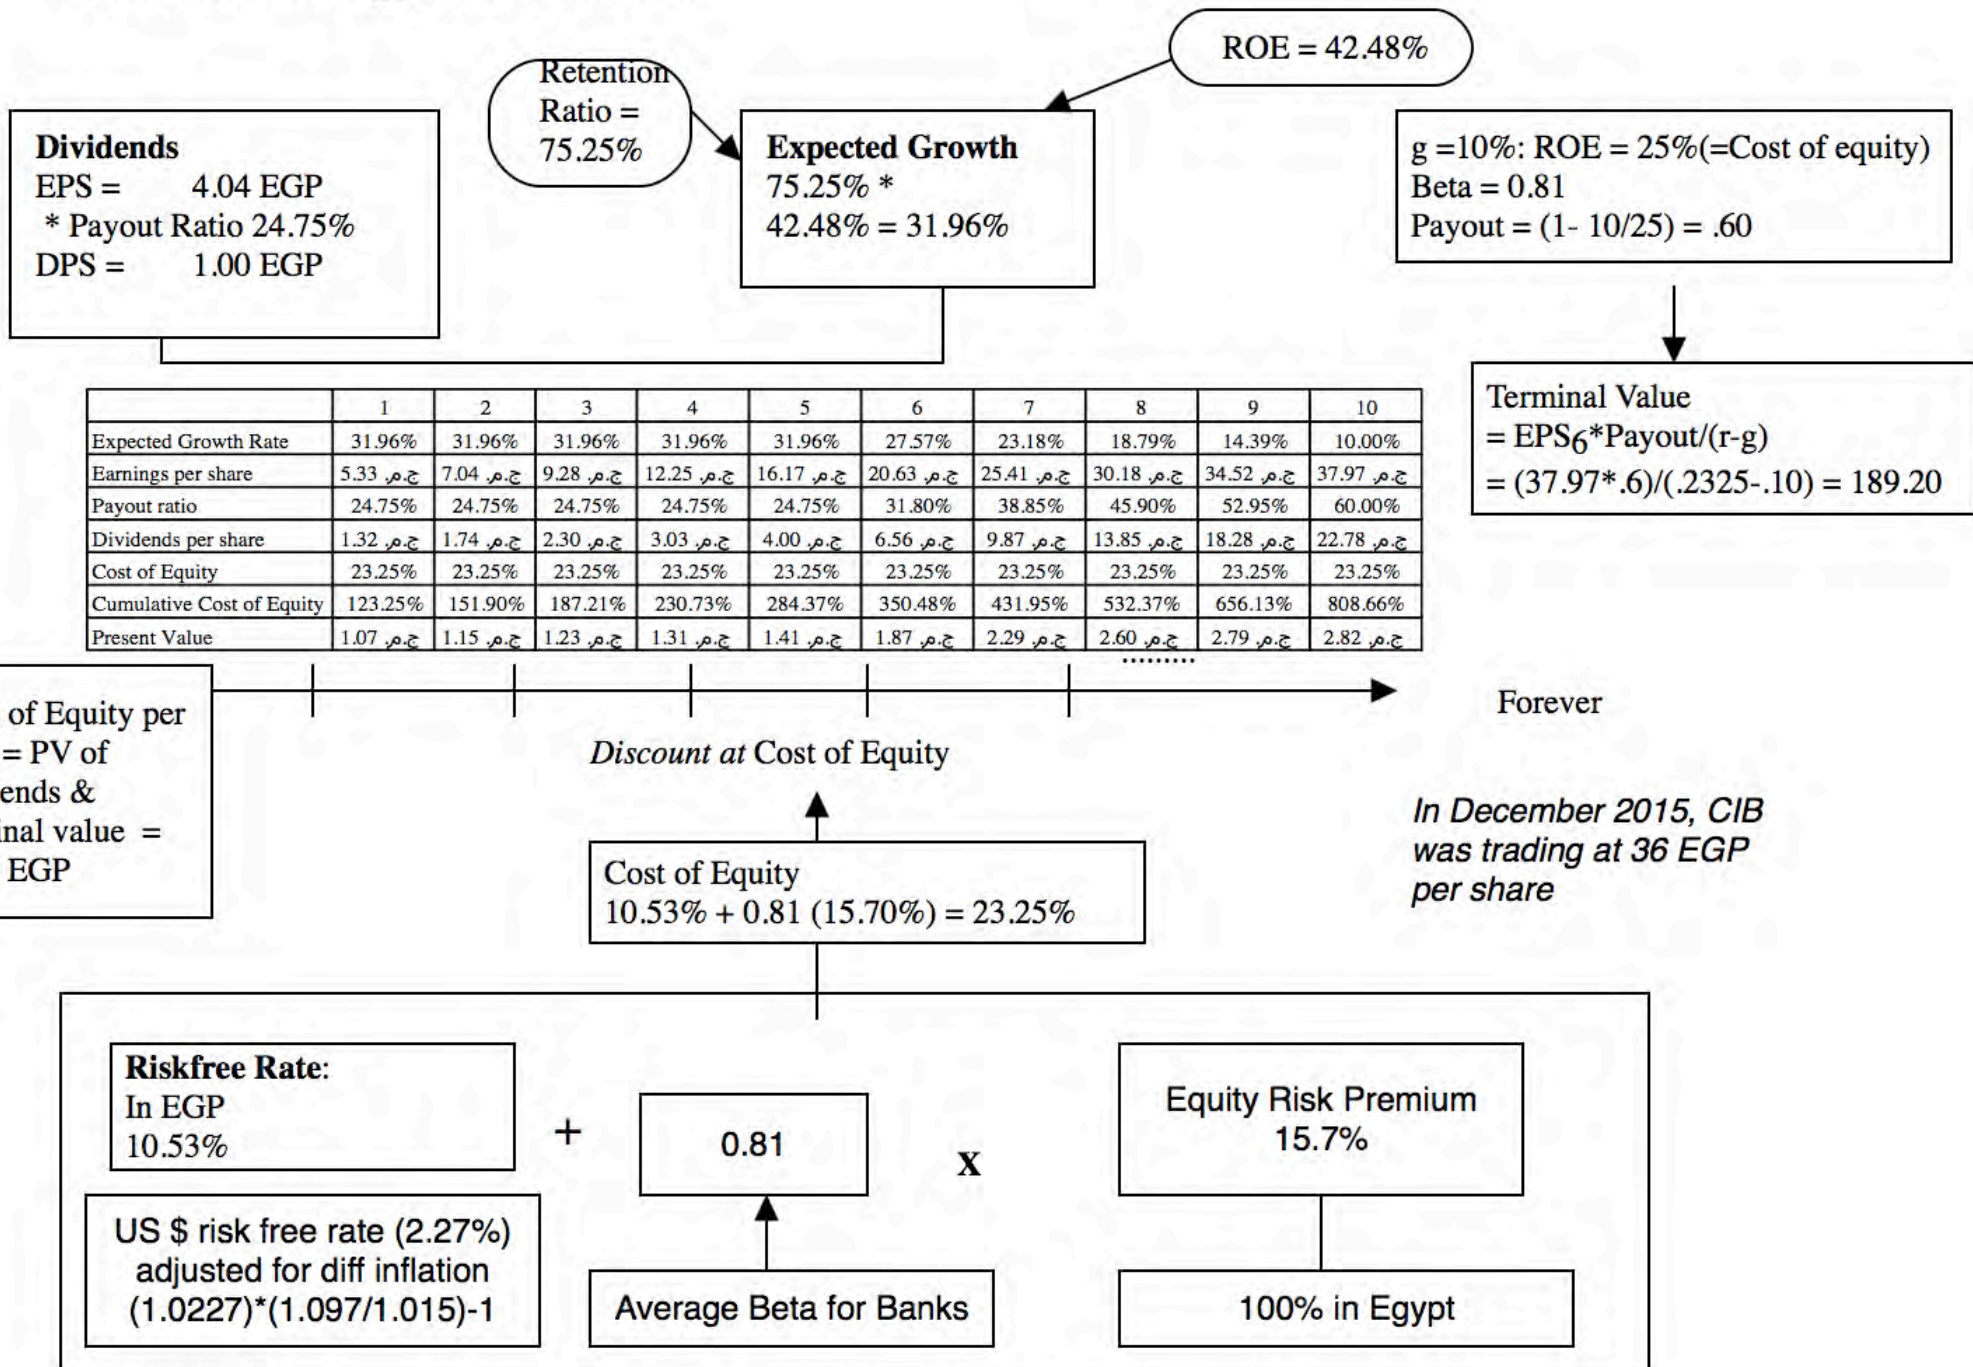 ROE = 42.48%
Retention
Ratio =
75.25%
Dividends
EPS = 4.04 EGP
* Payout Ratio 24.75%
DPS = 1.00 EGP
Expected Growth
75.25% *
42.48% = 31.96%
g =10%: ROE = 25%(=Cost of equity)
Beta = 0.81
Payout = (1- 10/25) = .60
Terminal Value
= EPS6*Payout/(r-g)
= (37.97*.6)/(.2325-.10) = 189.20
1 2 3 4 5 6 7 8 9 10
Expected Growth Rate 31.96% 31.96% 31.96% 31.96% 31.96% 27.57% 23.18% 18.79% 14.39% 10.00%
Earnings per share 5.33 ج.م. 7.04 ج.م. 9.28 ج.م. 12.25 ج.م. 16.17 ج.م. 20.63 ج.م. 25.41 ج.م. 30.18 ج.م. 34.52 ج.م. 37.97 ج.م.
Payout ratio 24.75% 24.75% 24.75% 24.75% 24.75% 31.80% 38.85% 45.90% 52.95% 60.00%
Dividends per share 1.32 ج.م. 1.74 ج.م. 2.30 ج.م. 3.03 ج.م. 4.00 ج.م. 6.56 ج.م. 9.87 ج.م. 13.85 ج.م. 18.28 ج.م. 22.78 ج.م.
Cost of Equity 23.25% 23.25% 23.25% 23.25% 23.25% 23.25% 23.25% 23.25% 23.25% 23.25%
Cumulative Cost of Equity 123.25% 151.90% 187.21% 230.73% 284.37% 350.48% 431.95% 532.37% 656.13% 808.66%
Present Value 1.07 ج.م. 1.15 ج.م. 1.23 ج.م. 1.31 ج.م. 1.41 ج.م. 1.87 ج.م. 2.29 ج.م. 2.60 ج.م. 2.79 ج.م. 2.82 ج.م.
.........
of Equity per
= PV of
ends &
inal value =
EGP
Forever
Discount at Cost of Equity
In December 2015, CIB
was trading at 36 EGP
per share
Cost of Equity
10.53% + 0.81 (15.70%) = 23.25%
Riskfree Rate:
In EGP
10.53%
+
0.81
X
Equity Risk Premium
15.7%
US $ risk free rate (2.27%)
adjusted for diff inflation
(1.0227)*(1.097/1.015)-1
Average Beta for Banks
100% in Egypt